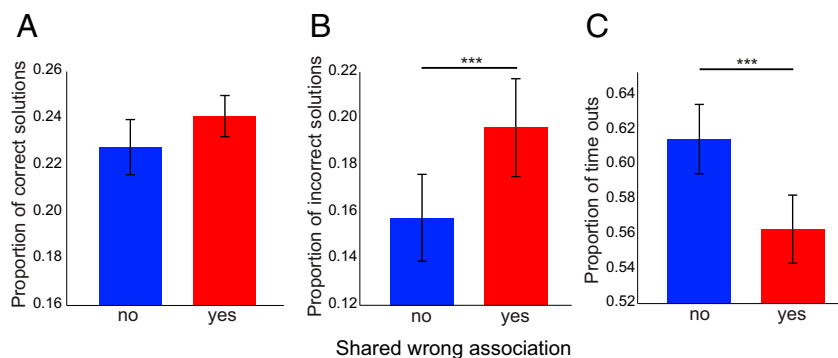 A
Proportion of correct solutions
0.26
0.24
0.22
0.20
0.18
0.16
no
yes
B
Proportion of incorrect solutions
0.22
0.20
0.18
0.16
0.14
0.12
***
no
yes
C
Proportion of time outs
0.64
0.62
0.60
0.58
0.56
0.54
0.52
***
no
yes
Shared wrong association